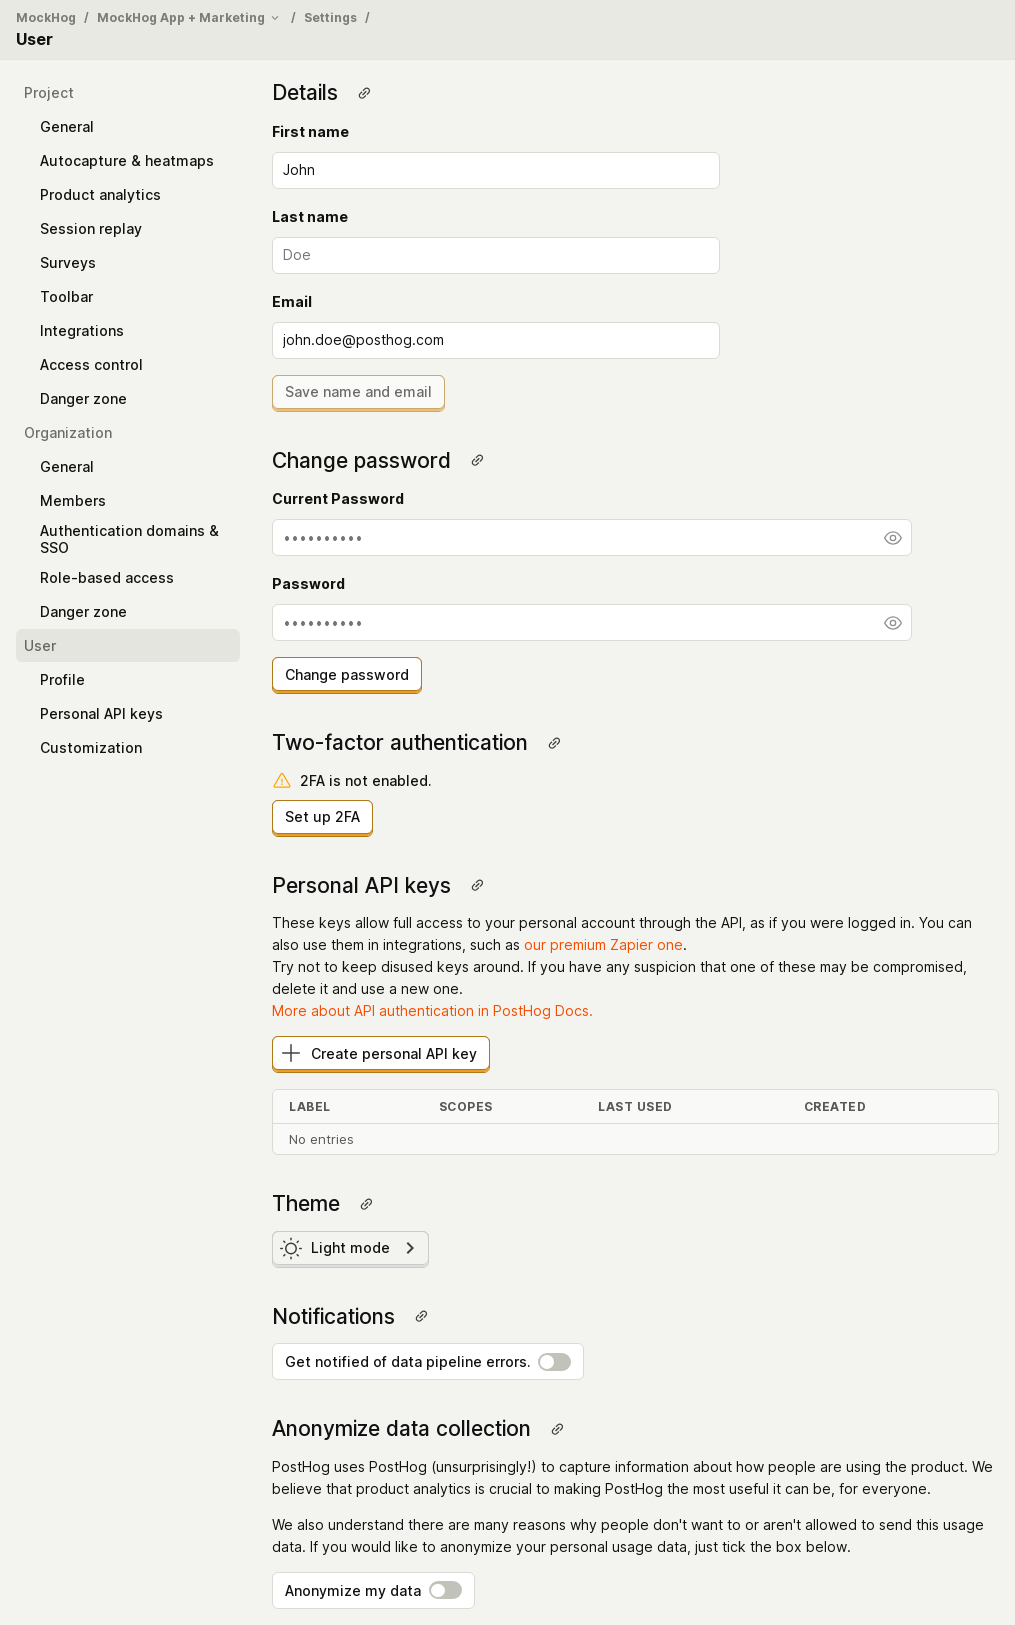 MockHog / MockHog App + Marketing / Settings /
User
Project
General
Autocapture & heatmaps
Product analytics
Session replay
Surveys
Toolbar
Integrations
Access control
Danger zone
Organization
General
Members
Authentication domains &
SSO
Role-based access
Danger zone
User
Profile
Personal API keys
Customization
Details
First name
John
Last name
Doe
Email
john.doe@posthog.com
Save name and email
Change password
Current Password
••••••••••
Password
••••••••••
Change password
Two-factor authentication
2FA is not enabled.
Set up 2FA
Personal API keys
These keys allow full access to your personal account through the API, as if you were logged in. You can
also use them in integrations, such as our premium Zapier one.
Try not to keep disused keys around. If you have any suspicion that one of these may be compromised,
delete it and use a new one.
More about API authentication in PostHog Docs.
Create personal API key
LABEL SCOPES LAST USED CREATED
No entries
Theme
Light mode
Notifications
Get notified of data pipeline errors.
Anonymize data collection
PostHog uses PostHog (unsurprisingly!) to capture information about how people are using the product. We
believe that product analytics is crucial to making PostHog the most useful it can be, for everyone.
We also understand there are many reasons why people don't want to or aren't allowed to send this usage
data. If you would like to anonymize your personal usage data, just tick the box below.
Anonymize my data